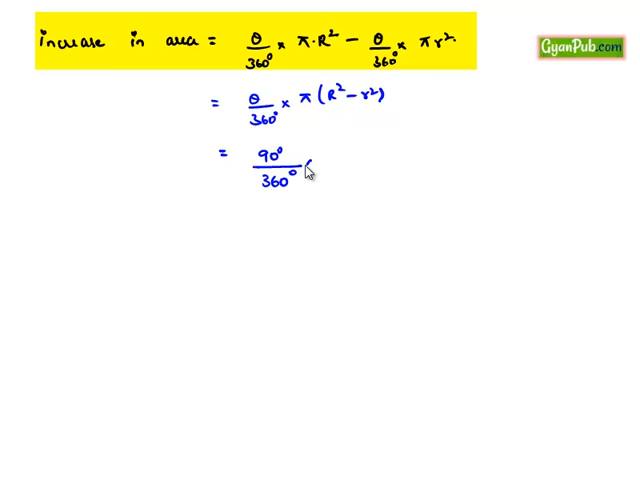 increase in area = θ/360° × π·R² − θ/360° × πr².
GyanPub.com
= θ/360° × π(R² − r²)
= 90°/360°